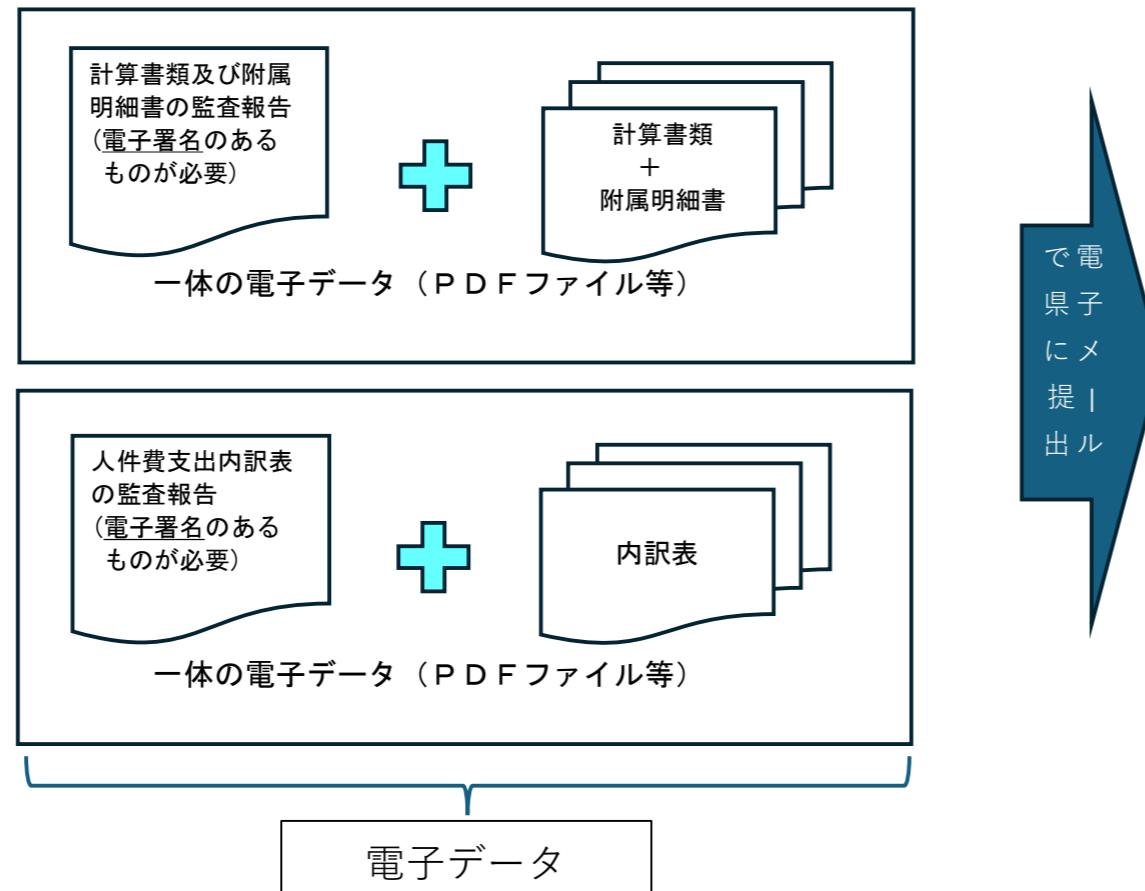 計算書類及び附属
明細書の監査報告
(電子署名のある
ものが必要)
計算書類
+
附属明細書
一体の電子データ（ＰＤＦファイル等）
人件費支出内訳表
の監査報告
(電子署名のある
ものが必要)
内訳表
一体の電子データ（ＰＤＦファイル等）
電子メール
で県に提出
電子データ